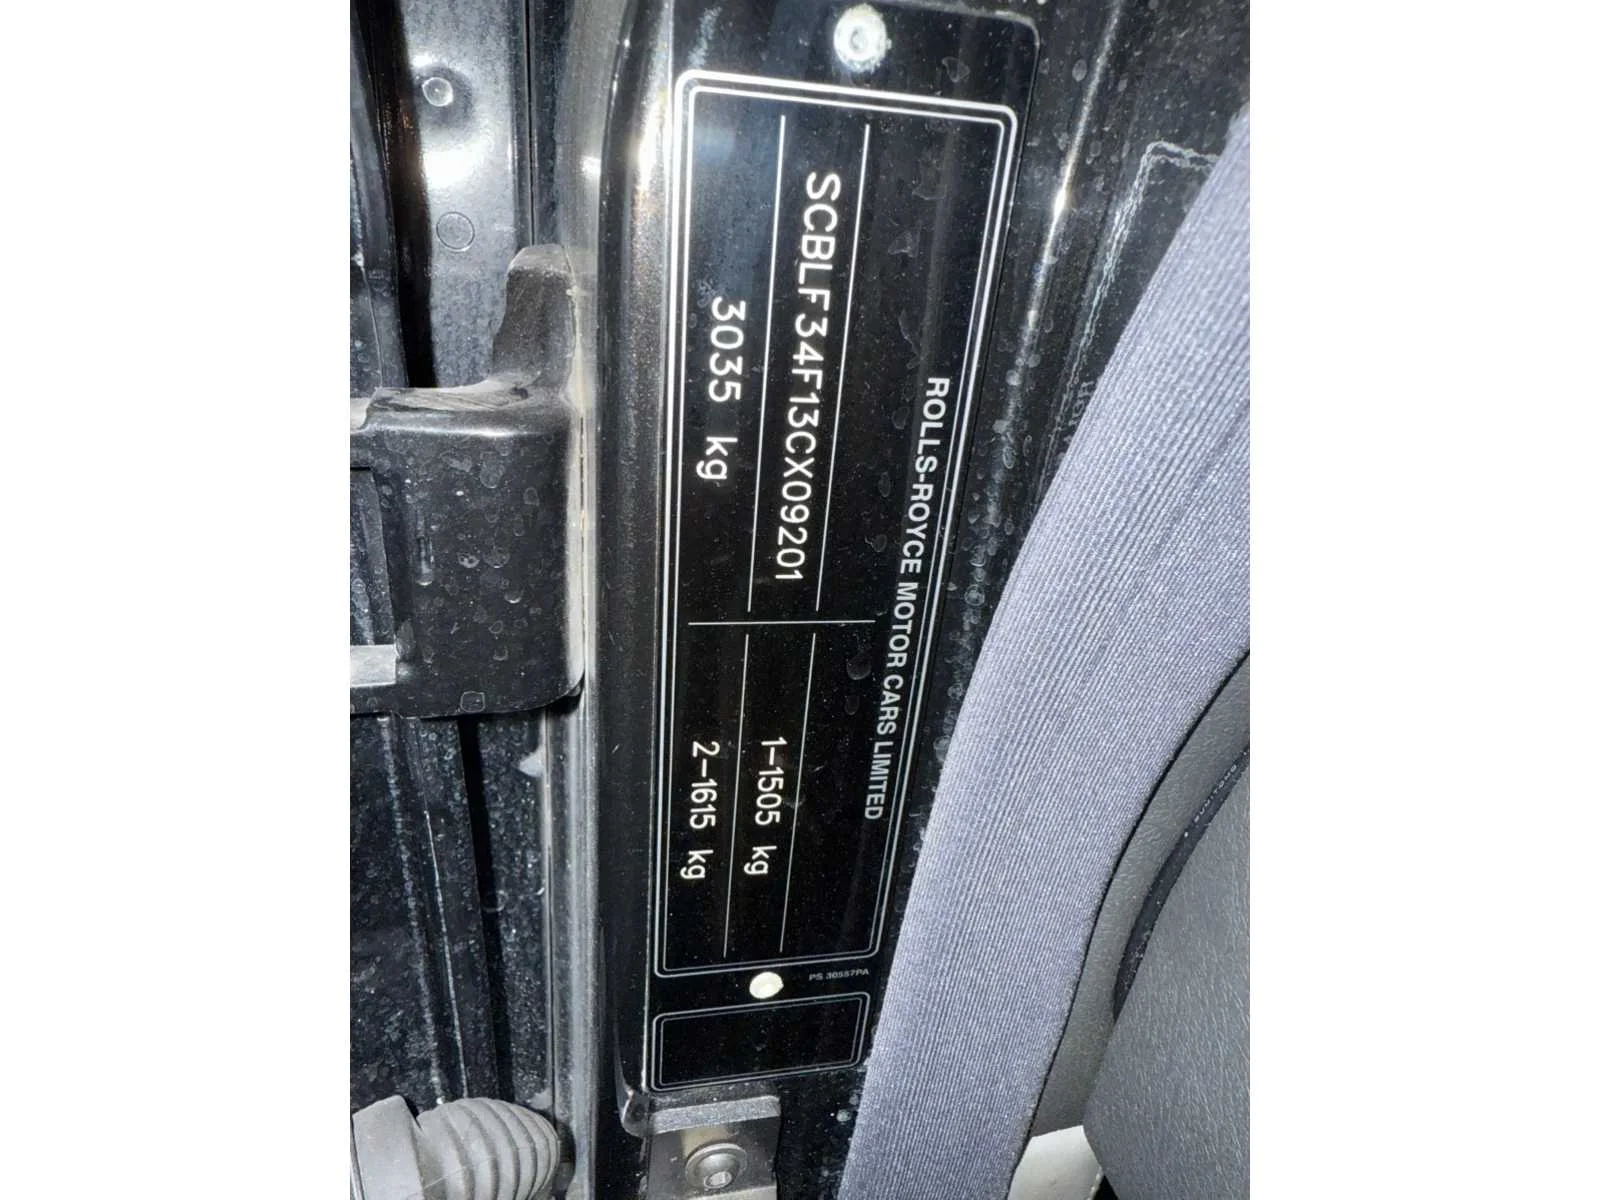 ROLLS-ROYCE MOTOR CARS LIMITED
SCBLF34F13CX09201
3035 kg
1-1505 kg
2-1615 kg
PS 30557PA